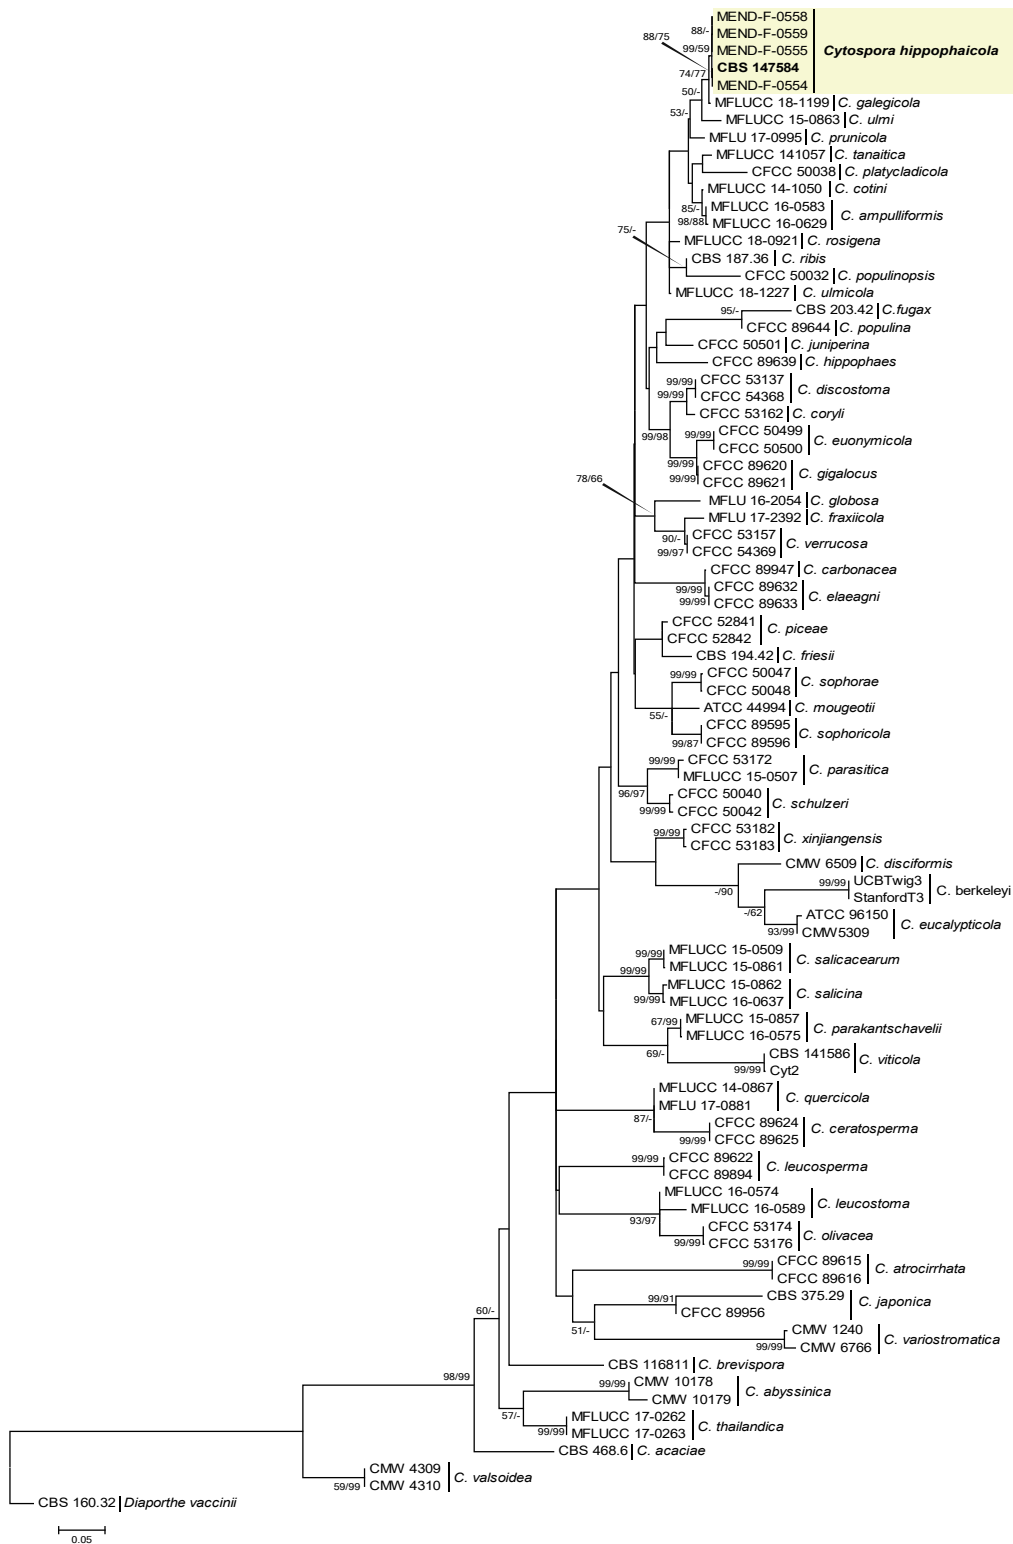 MEND-F-0558
88/-
MEND-F-0559
88/75
99/59
MEND-F-0555
Cytospora hippophaicola
CBS 147584
74/77
MEND-F-0554
50/-
MFLUCC 18-1199 C. galegicola
53/-
MFLUCC 15-0863 C. ulmi
MFLU 17-0995 C. prunicola
MFLUCC 141057 C. tanaitica
CFCC 50038 C. platycladicola
MFLUCC 14-1050 C. cotini
85/-
MFLUCC 16-0583
C. ampulliformis
98/88
MFLUCC 16-0629
75/-
MFLUCC 18-0921 C. rosigena
CBS 187.36 C. ribis
CFCC 50032 C. populinopsis
MFLUCC 18-1227 C. ulmicola
95/-
CBS 203.42 C.fugax
CFCC 89644 C. populina
CFCC 50501 C. juniperina
CFCC 89639 C. hippophaes
99/99
CFCC 53137
C. discostoma
99/99
CFCC 54368
CFCC 53162 C. coryli
99/98
99/99
CFCC 50499
C. euonymicola
CFCC 50500
99/99
CFCC 89620
C. gigalocus
99/99
CFCC 89621
78/66
MFLU 16-2054 C. globosa
MFLU 17-2392 C. fraxiicola
90/-
CFCC 53157
C. verrucosa
99/97
CFCC 54369
CFCC 89947 C. carbonacea
99/99
CFCC 89632
C. elaeagni
99/99
CFCC 89633
CFCC 52841
C. piceae
CFCC 52842
CBS 194.42 C. friesii
99/99
CFCC 50047
C. sophorae
CFCC 50048
55/-
ATCC 44994 C. mougeotii
CFCC 89595
C. sophoricola
99/87
CFCC 89596
99/99
CFCC 53172
C. parasitica
MFLUCC 15-0507
96/97
CFCC 50040
C. schulzeri
99/99
CFCC 50042
99/99
CFCC 53182
C. xinjiangensis
CFCC 53183
CMW 6509 C. disciformis
-/90
99/99
UCBTwig3
C. berkeleyi
StanfordT3
-/62
ATCC 96150
C. eucalypticola
93/99
CMW5309
99/99
MFLUCC 15-0509
C. salicacearum
MFLUCC 15-0861
99/99
MFLUCC 15-0862
C. salicina
99/99
MFLUCC 16-0637
67/99
MFLUCC 15-0857
C. parakantschavelii
MFLUCC 16-0575
69/-
CBS 141586
C. viticola
99/99
Cyt2
MFLUCC 14-0867
C. quercicola
MFLU 17-0881
87/-
CFCC 89624
C. ceratosperma
99/99
CFCC 89625
99/99
CFCC 89622
C. leucosperma
CFCC 89894
MFLUCC 16-0574
C. leucostoma
MFLUCC 16-0589
93/97
CFCC 53174
C. olivacea
99/99
CFCC 53176
99/99
CFCC 89615
C. atrocirrhata
CFCC 89616
99/91
CBS 375.29
C. japonica
CFCC 89956
60/-
51/-
CMW 1240
C. variostromatica
99/99
CMW 6766
CBS 116811 C. brevispora
98/99
99/99
CMW 10178
C. abyssinica
CMW 10179
57/-
MFLUCC 17-0262
C. thailandica
99/99
MFLUCC 17-0263
CBS 468.6 C. acaciae
CMW 4309
C. valsoidea
59/99
CMW 4310
CBS 160.32 Diaporthe vaccinii
0.05